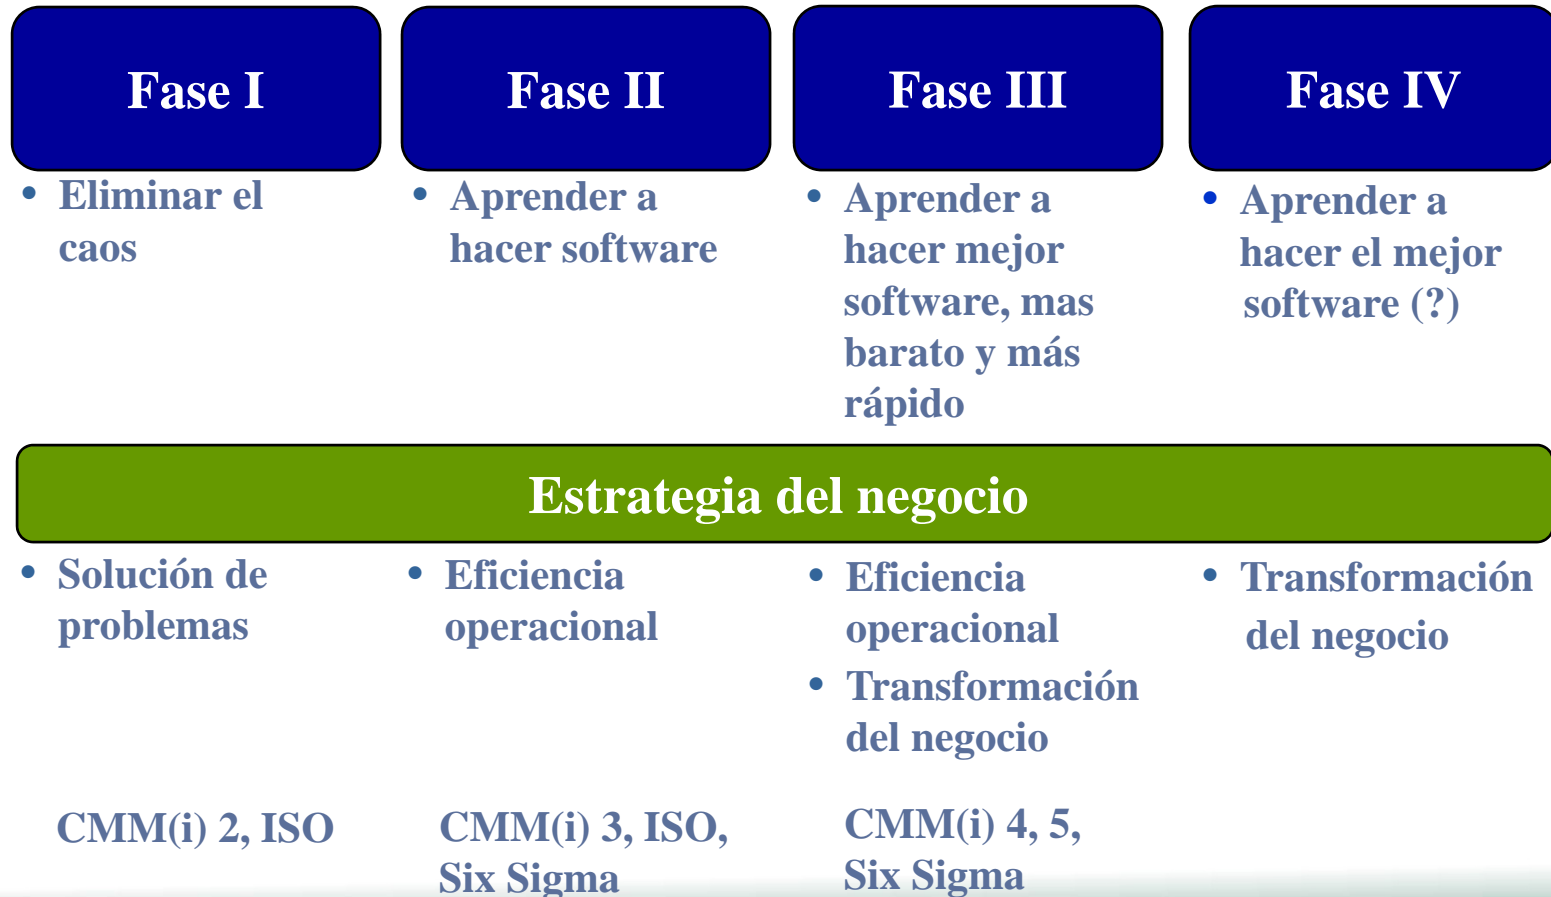 Fase I
Fase II
Fase III
Fase IV
• Eliminar el
caos
• Aprender a
hacer software
• Aprender a
hacer mejor
software, mas
barato y más
rápido
• Aprender a
hacer el mejor
software (?)
Estrategia del negocio
• Solución de
problemas
• Eficiencia
operacional
• Eficiencia
operacional
• Transformación
del negocio
• Transformación
del negocio
CMM(i) 2, ISO
CMM(i) 3, ISO,
Six Sigma
CMM(i) 4, 5,
Six Sigma